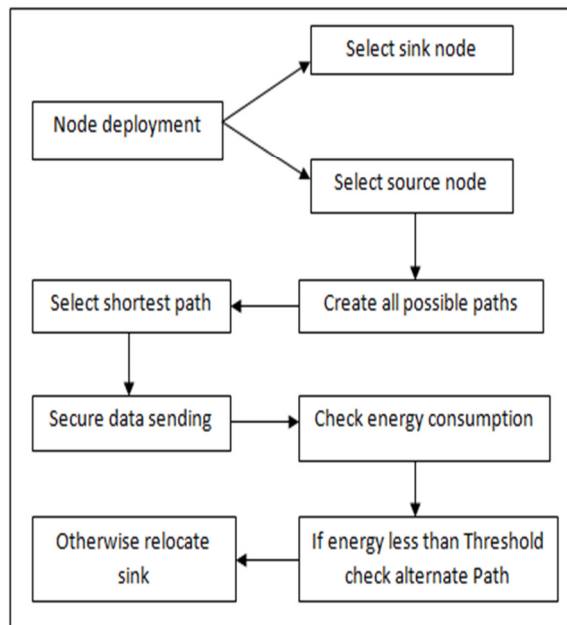 Select sink node
Node deployment
Select source node
Select shortest path
Create all possible paths
Secure data sending
Check energy consumption
Otherwise relocate
sink
If energy less than Threshold
check alternate Path